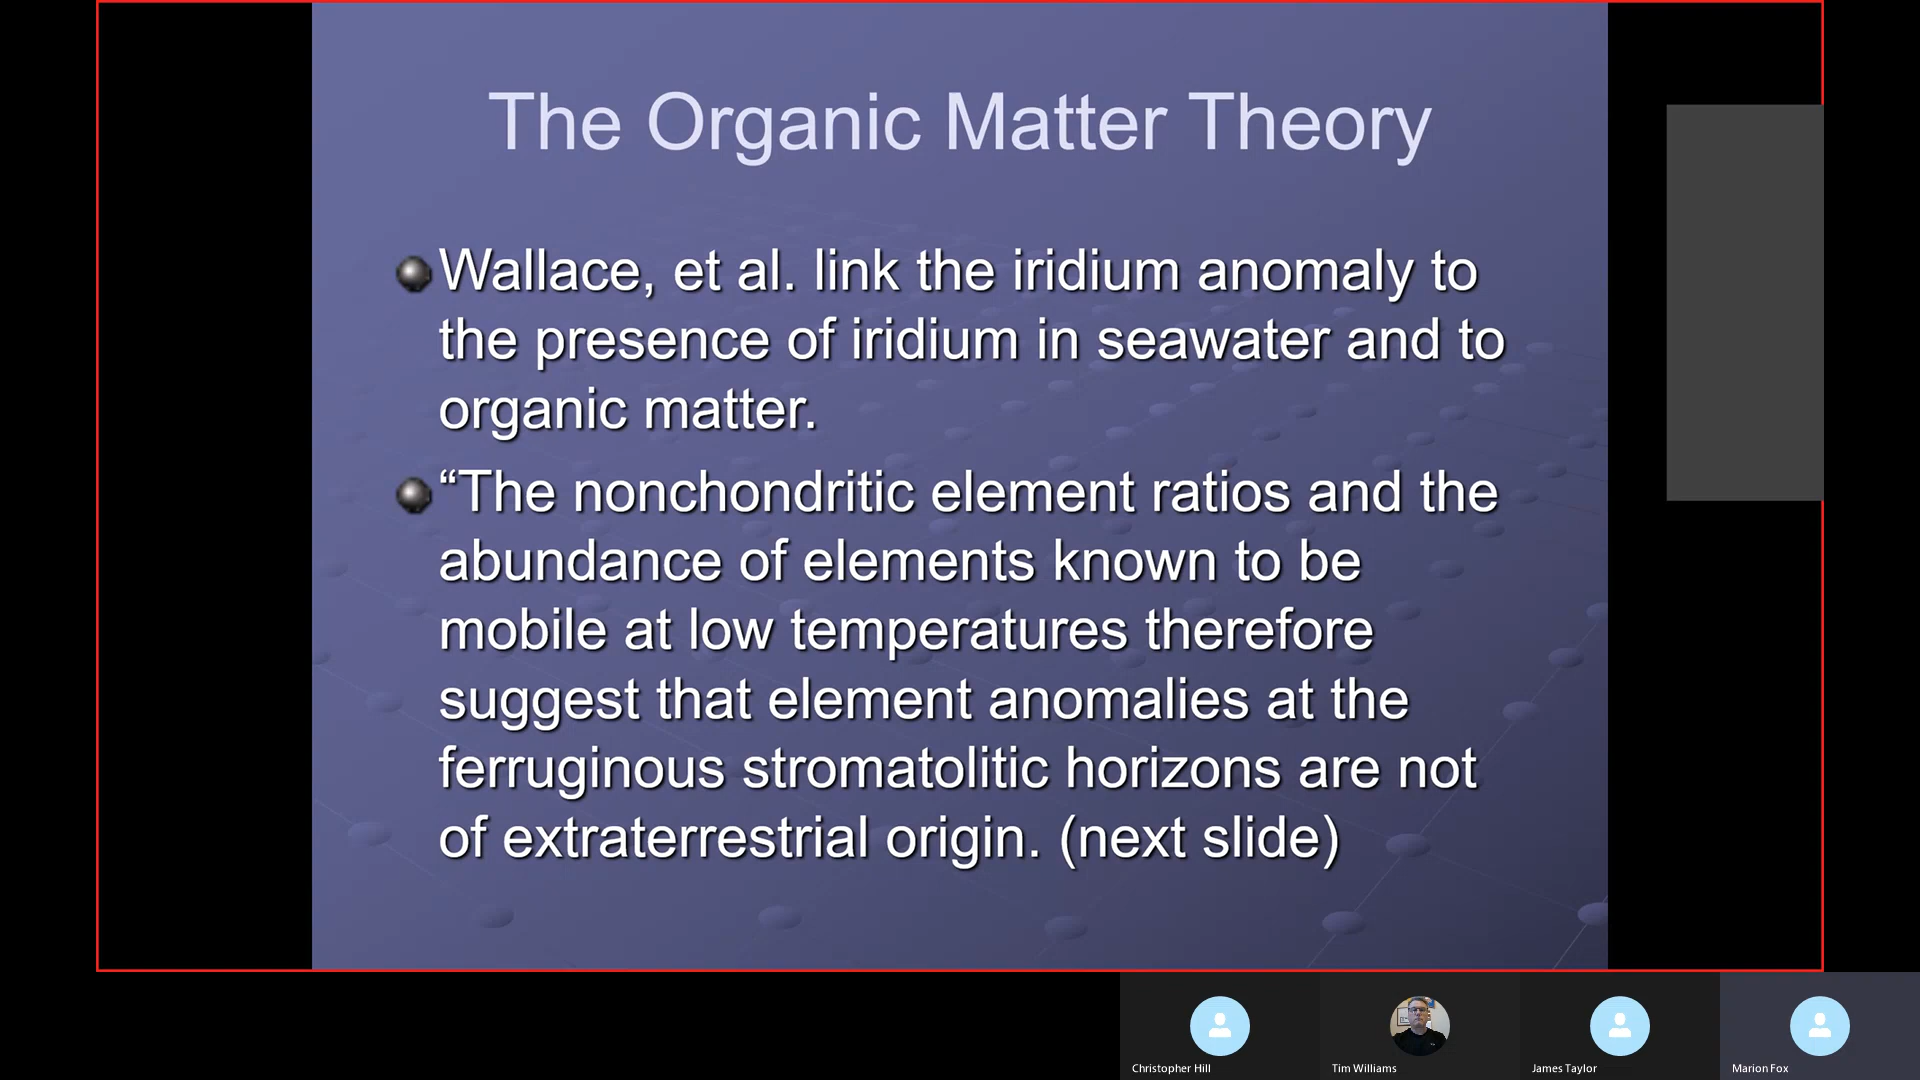 The Organic Matter Theory
Wallace, et al. link the iridium anomaly to
the presence of iridium in seawater and to
organic matter.
“The nonchondritic element ratios and the
abundance of elements known to be
mobile at low temperatures therefore
suggest that element anomalies at the
ferruginous stromatolitic horizons are not
of extraterrestrial origin. (next slide)
Christopher Hill
Tim Williams
James Taylor
Marion Fox